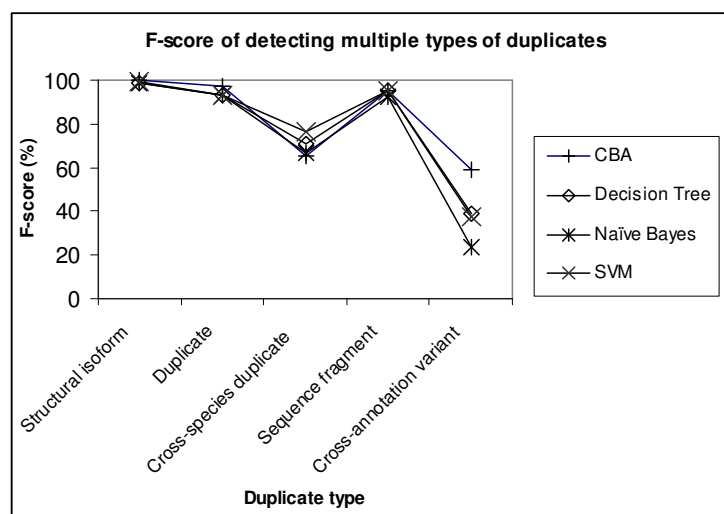 F-score of detecting multiple types of duplicates
100
80
60
40
20
0
F-score (%)
Structural isoform
Duplicate
Cross-species duplicate
Sequence fragment
Cross-annotation variant
Duplicate type
CBA
Decision Tree
Naïve Bayes
SVM